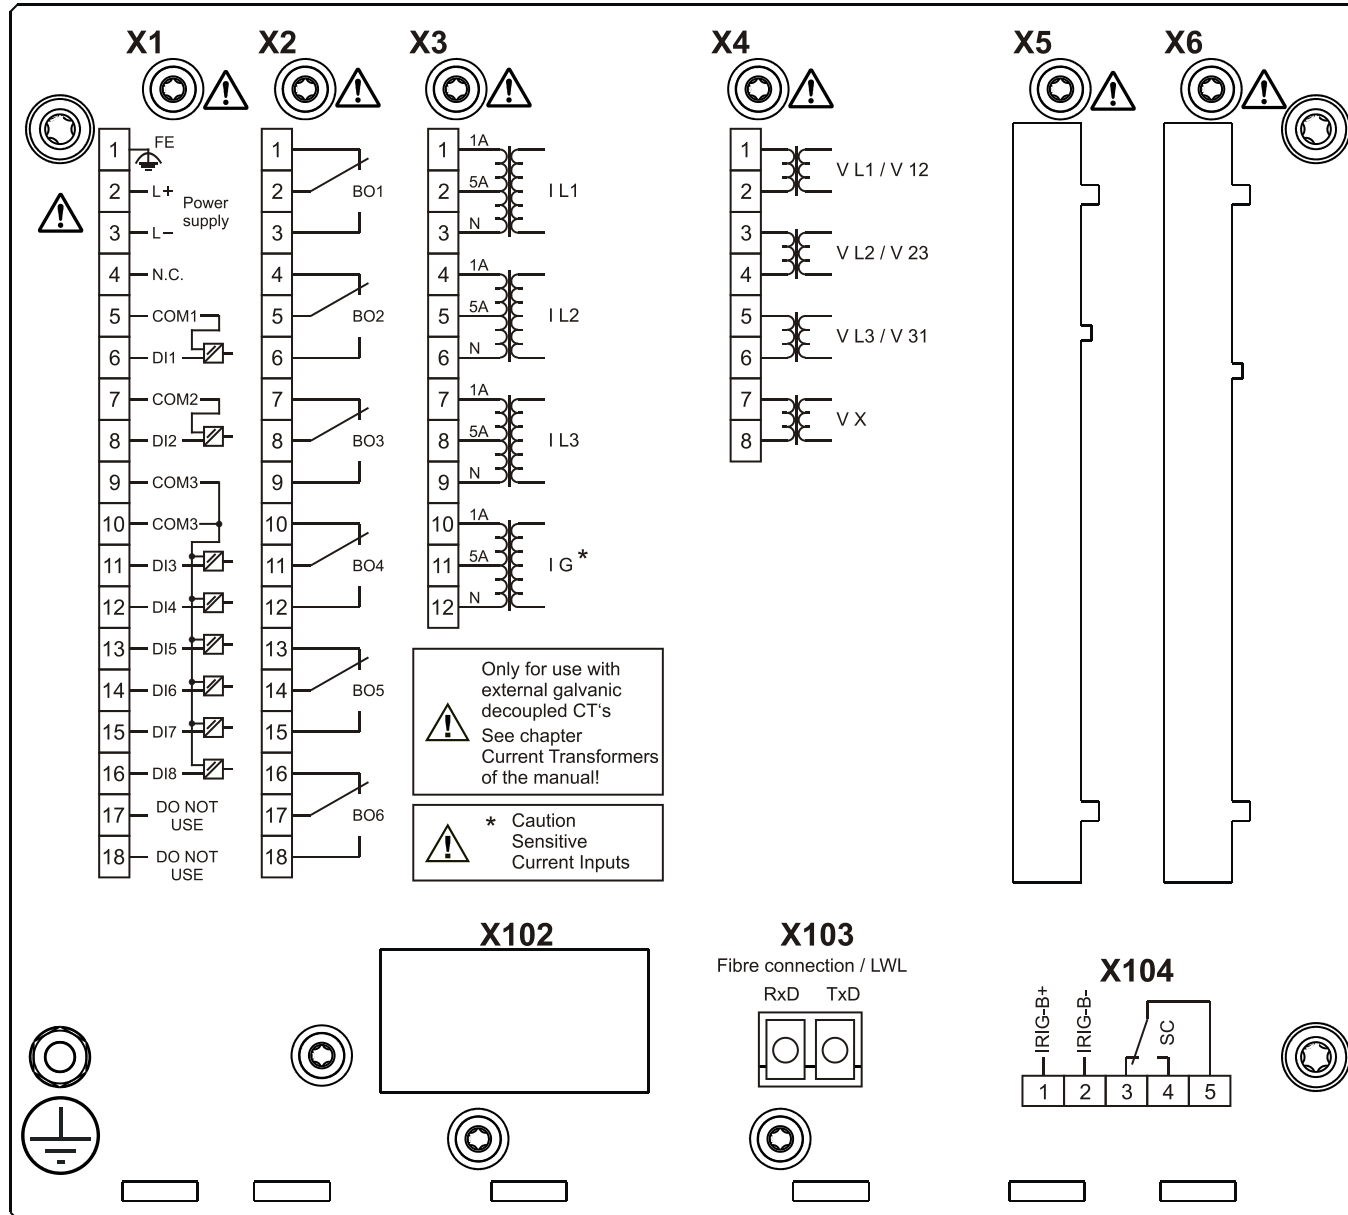 X1
X2
X3
X4
X5
X6
1
FE
2
L+
Power
supply
3
L–
4
N.C.
5
COM1
6
DI1
7
COM2
8
DI2
9
COM3
10
COM3
11
DI3
12
DI4
13
DI5
14
DI6
15
DI7
16
DI8
17
DO NOT
USE
18
DO NOT
USE
1
2
BO1
3
4
5
BO2
6
7
8
BO3
9
10
11
BO4
12
13
14
BO5
15
16
17
BO6
18
1
1A
2
5A
I L1
3
N
4
1A
5
5A
I L2
6
N
7
1A
8
5A
I L3
9
N
10
1A
11
5A
I G *
12
N
Only for use with
external galvanic
decoupled CT's
See chapter
Current Transformers
of the manual!
* Caution
Sensitive
Current Inputs
1
V L1 / V 12
2
3
V L2 / V 23
4
5
V L3 / V 31
6
7
V X
8
X102
X103
Fibre connection / LWL
RxD TxD
X104
IRIG-B+
IRIG-B-
SC
1 2 3 4 5